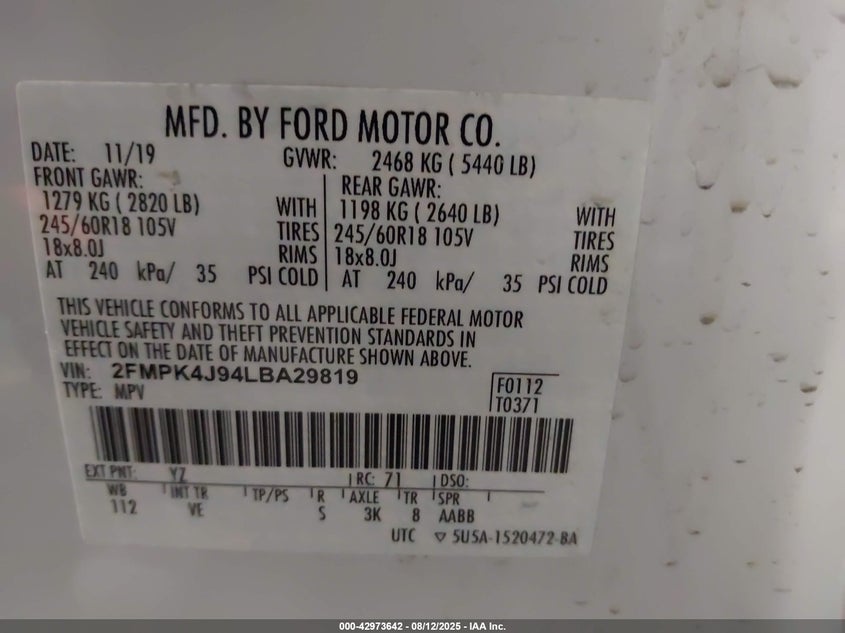 MFD. BY FORD MOTOR CO.
DATE: 11/19 GVWR: 2468 KG ( 5440 LB)
FRONT GAWR: REAR GAWR:
1279 KG ( 2820 LB) WITH 1198 KG ( 2640 LB) WITH
245/60R18 105V TIRES 245/60R18 105V TIRES
18x8.0J RIMS 18x8.0J RIMS
AT 240 kPa/ 35 PSI COLD AT 240 kPa/ 35 PSI COLD
THIS VEHICLE CONFORMS TO ALL APPLICABLE FEDERAL MOTOR
VEHICLE SAFETY AND THEFT PREVENTION STANDARDS IN
EFFECT ON THE DATE OF MANUFACTURE SHOWN ABOVE.
VIN: 2FMPK4J94LBA29819 F0112
TYPE: MPV T0371
EXT PNT: YZ RC: 71 DSO:
WB INT TR TP/PS R AXLE TR SPR
112 VE S 3K 8 AABB
UTC ▽ 5U5A-1520472-BA
000-42973642 - 08/12/2025 - IAA Inc.